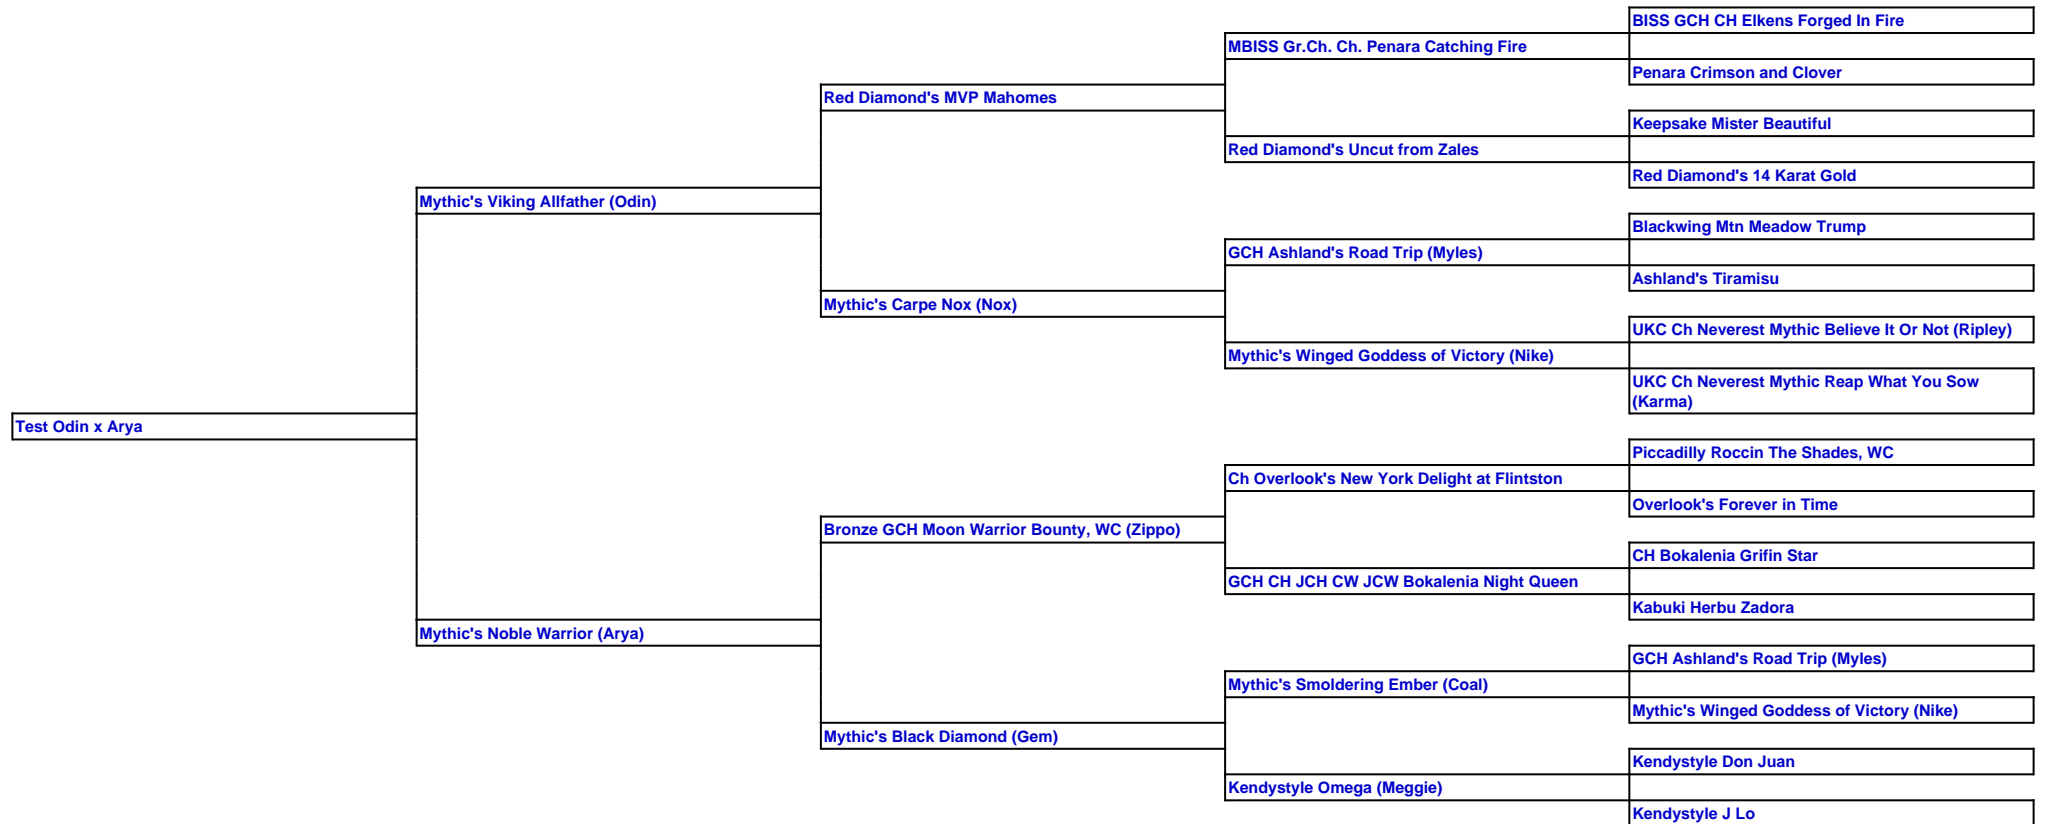 BISS GCH CH Elkens Forged In Fire
MBISS Gr.Ch. Ch. Penara Catching Fire
Penara Crimson and Clover
Red Diamond's MVP Mahomes
Keepsake Mister Beautiful
Red Diamond's Uncut from Zales
Red Diamond's 14 Karat Gold
Mythic's Viking Allfather (Odin)
Blackwing Mtn Meadow Trump
GCH Ashland's Road Trip (Myles)
Ashland's Tiramisu
Mythic's Carpe Nox (Nox)
UKC Ch Neverest Mythic Believe It Or Not (Ripley)
Mythic's Winged Goddess of Victory (Nike)
UKC Ch Neverest Mythic Reap What You Sow
(Karma)
Test Odin x Arya
Piccadilly Roccin The Shades, WC
Ch Overlook's New York Delight at Flintston
Overlook's Forever in Time
Bronze GCH Moon Warrior Bounty, WC (Zippo)
CH Bokalenia Grifin Star
GCH CH JCH CW JCW Bokalenia Night Queen
Kabuki Herbu Zadora
Mythic's Noble Warrior (Arya)
GCH Ashland's Road Trip (Myles)
Mythic's Smoldering Ember (Coal)
Mythic's Winged Goddess of Victory (Nike)
Mythic's Black Diamond (Gem)
Kendystyle Don Juan
Kendystyle Omega (Meggie)
Kendystyle J Lo